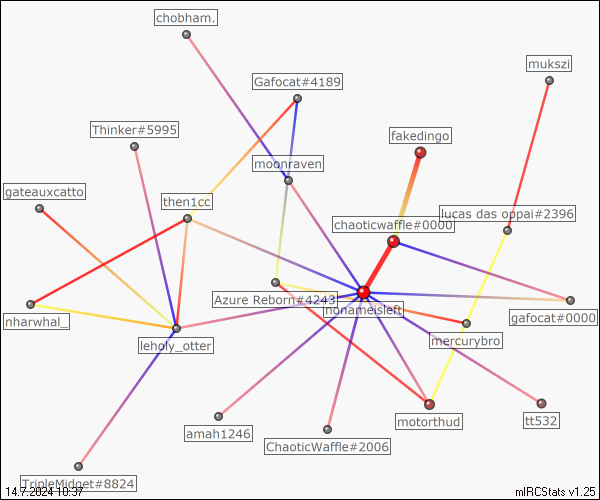 chobham.
mukszi
Gafocat#4189
Thinker#5995
fakedingo
moonraven
gateauxcatto
then1cc
lucas das oppai#2396
chaoticwaffle#0000
Azure Reborn#4243
nonameisleft
nharwhal_
gafocat#0000
leholy_otter
mercurybro
motorthud
tt532
amah1246
ChaoticWaffle#2006
TripleMidget#8824
14.7.2024 10:37
mIRCStats v1.25